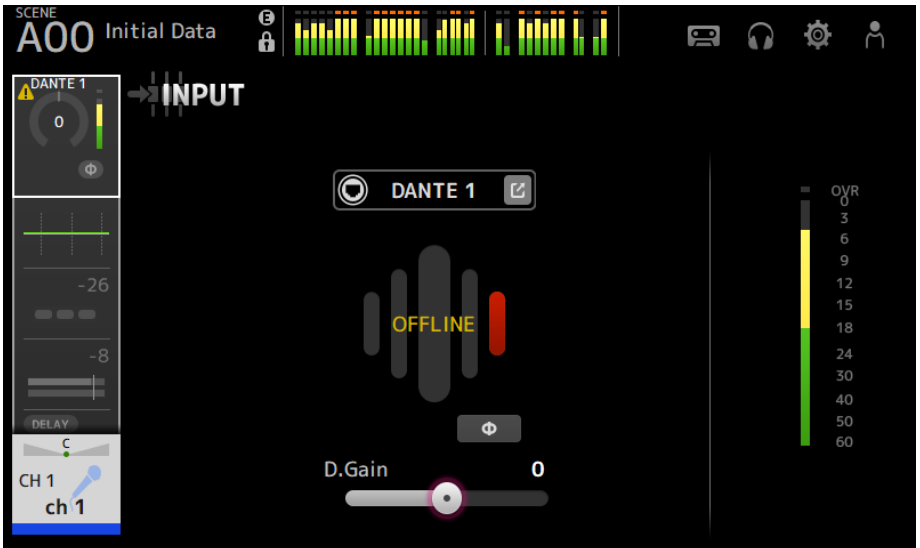 SCENE
A00 Initial Data
E
DANTE 1
0
Φ
-26
-8
DELAY
C
CH 1
ch 1
INPUT
DANTE 1
OFFLINE
Φ
D.Gain 0
OVR
0
3
6
9
12
15
18
24
30
40
50
60